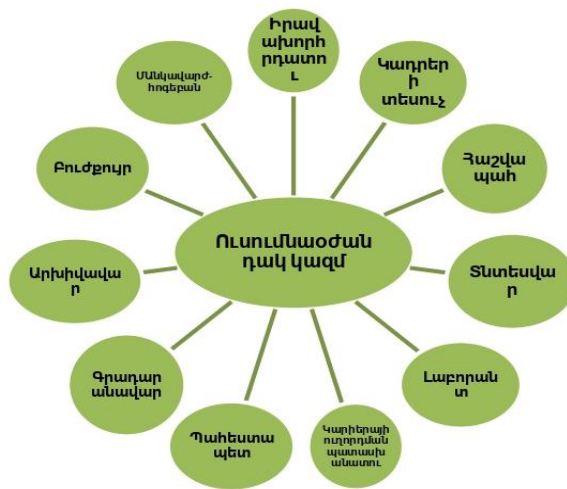 Իրավ
ախորհ
րդատո
ւ
Կադրեր
ի
տեսուչ
Հաշվա
պահ
Տնտեսվա
ր
Լաբորան
տ
Կարիերայի
ուղորդման
պատասխ
անատու
Պահեստա
պետ
Գրադար
անավար
Արխիվավա
ր
Բուժքույր
ՄԱնկավարժ-
հոգեբան
Ուսումնաօժան
դակ կազմ